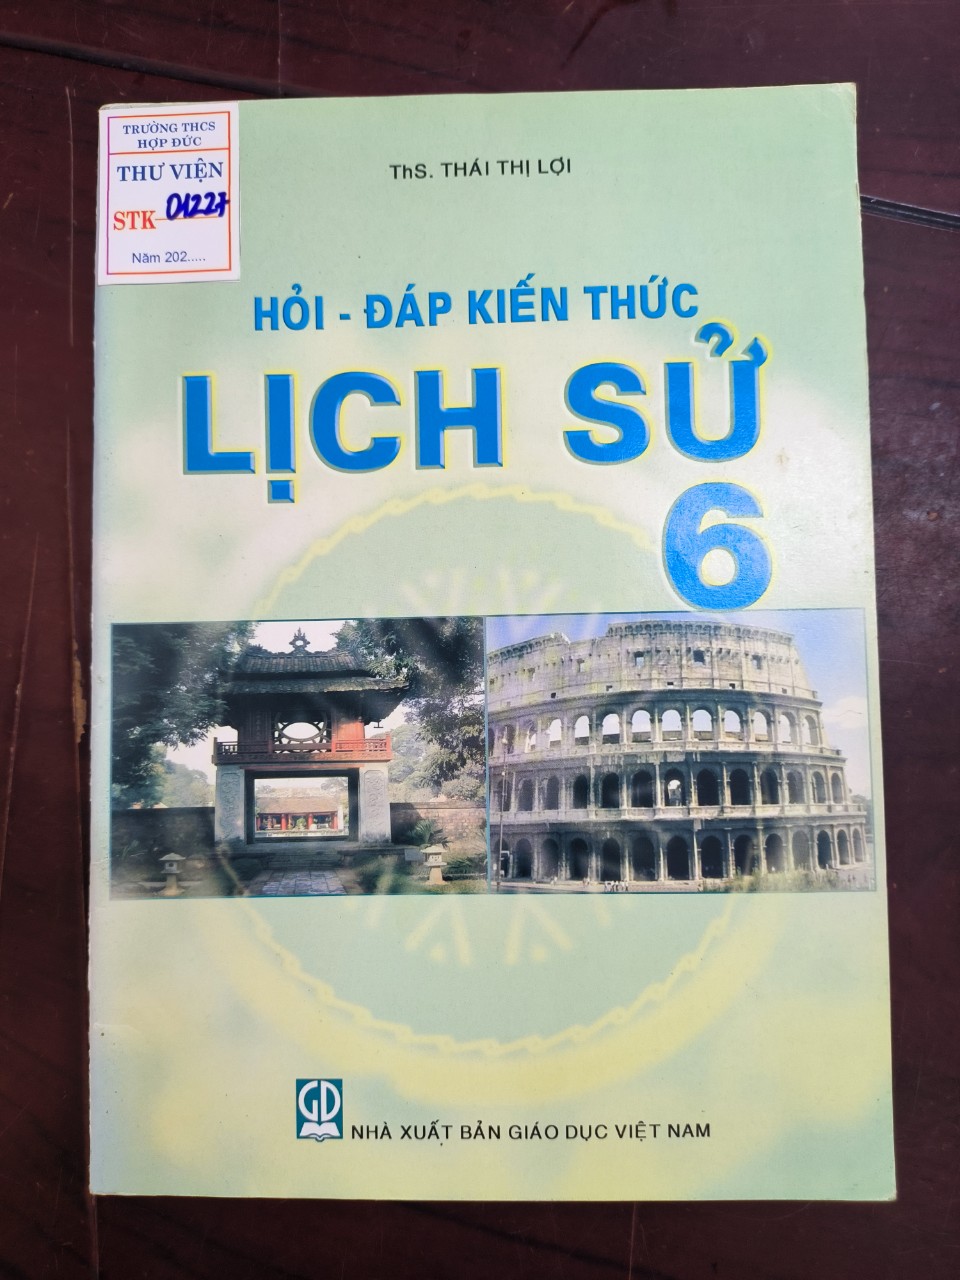 TRƯỜNG THCS
HỢP ĐỨC
THƯ VIỆN
STK 01227
Năm 202.....
ThS. THÁI THỊ LỢI
HỎI - ĐÁP KIẾN THỨC
LỊCH SỬ
6
GD
NHÀ XUẤT BẢN GIÁO DỤC VIỆT NAM